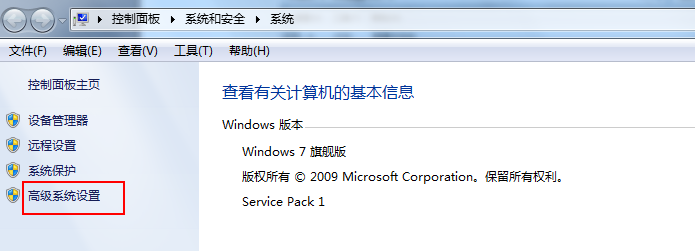 控制面板 系统和安全 系统
文件(F) 编辑(E) 查看(V) 工具(T) 帮助(H)
控制面板主页
设备管理器
远程设置
系统保护
高级系统设置
查看有关计算机的基本信息
Windows 版本
Windows 7 旗舰版
版权所有 © 2009 Microsoft Corporation。保留所有权利。
Service Pack 1